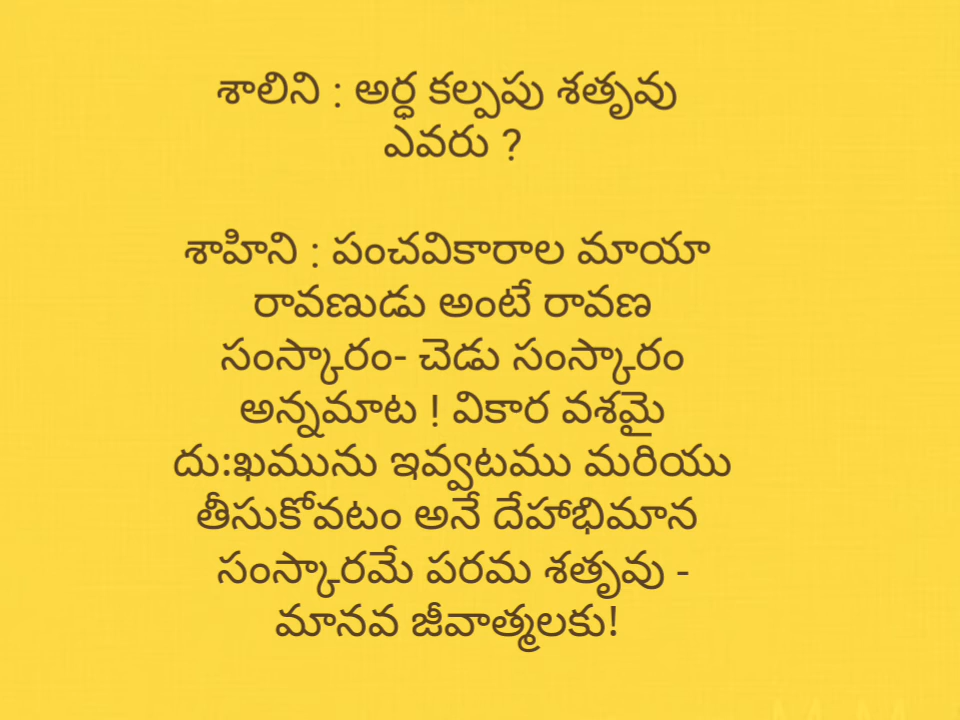 శాలిని : అర్ధ కల్పపు శతృవు
ఎవరు ?
శాహిని : పంచవికారాల మాయా
రావణుడు అంటే రావణ
సంస్కారం- చెడు సంస్కారం
అన్నమాట ! వికార వశమై
దు:ఖమును ఇవ్వటము మరియు
తీసుకోవటం అనే దేహాభిమాన
సంస్కారమే పరమ శతృవు -
మానవ జీవాత్మలకు!